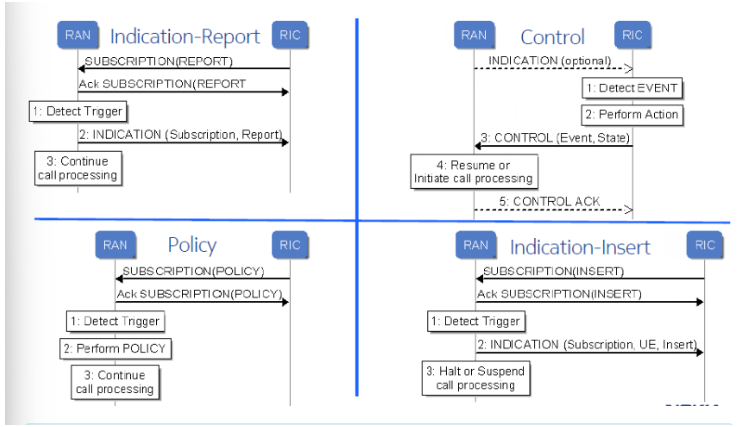 RAN Indication-Report RIC
SUBSCRIPTION(REPORT)
Ack SUBSCRIPTION(REPORT
1: Detect Trigger
2: INDICATION (Subscription, Report)
3: Continue
call processing
RAN Control RIC
INDICATION (optional)
1: Detect EVENT
2: Perform Action
3: CONTROL (Event, State)
4: Resume or
Initiate call processing
5: CONTROL ACK
RAN Policy RIC
SUBSCRIPTION(POLICY)
Ack SUBSCRIPTION(POLICY)
1: Detect Trigger
2: Perform POLICY
3: Continue
call processing
RAN Indication-Insert RIC
SUBSCRIPTION(INSERT)
Ack SUBSCRIPTION(INSERT)
1: Detect Trigger
2: INDICATION (Subscription, UE, Insert)
3: Halt or Suspend
call processing